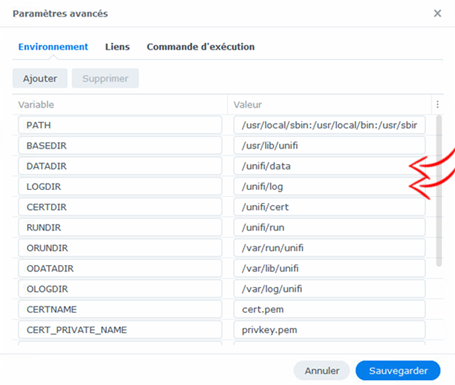 Paramètres avancés
Environnement Liens Commande d'exécution
Ajouter Supprimer
Variable Valeur
PATH /usr/local/sbin:/usr/local/bin:/usr/sbir
BASEDIR /usr/lib/unifi
DATADIR /unifi/data
LOGDIR /unifi/log
CERTDIR /unifi/cert
RUNDIR /unifi/run
ORUNDIR /var/run/unifi
ODATADIR /var/lib/unifi
OLOGDIR /var/log/unifi
CERTNAME cert.pem
CERT_PRIVATE_NAME privkey.pem
Annuler Sauvegarder